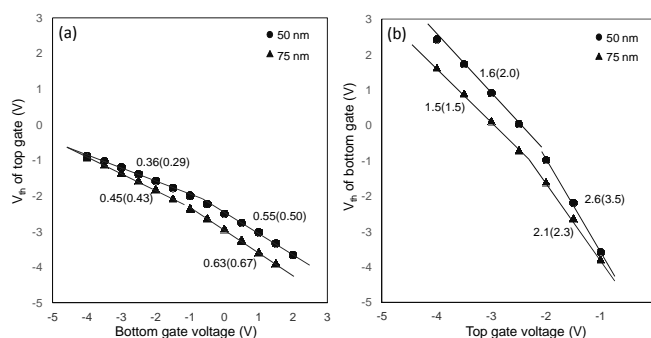 (a)
50 nm
75 nm
3
2
1
0
-1
-2
-3
-4
-5
V_th of top gate (V)
0.36(0.29)
0.45(0.43)
0.55(0.50)
0.63(0.67)
-5 -4 -3 -2 -1 0 1 2 3
Bottom gate voltage (V)
(b)
50 nm
75 nm
3
2
1
0
-1
-2
-3
-4
-5
V_th of bottom gate (V)
1.6(2.0)
1.5(1.5)
2.6(3.5)
2.1(2.3)
-5 -4 -3 -2 -1 0
Top gate voltage (V)